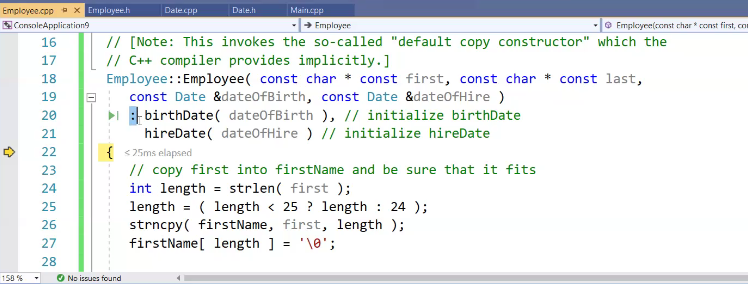 Employee.cpp Employee.h Date.cpp Date.h Main.cpp
ConsoleApplication9 Employee Employee(const char * const first, con
16 // [Note: This invokes the so-called "default copy constructor" which the
17 // C++ compiler provides implicitly.]
18 Employee::Employee( const char * const first, const char * const last,
19 const Date &dateOfBirth, const Date &dateOfHire )
20 : birthDate( dateOfBirth ), // initialize birthDate
21 hireDate( dateOfHire ) // initialize hireDate
22 { < 25ms elapsed
23 // copy first into firstName and be sure that it fits
24 int length = strlen( first );
25 length = ( length < 25 ? length : 24 );
26 strncpy( firstName, first, length );
27 firstName[ length ] = '\0';
28
158 % No issues found